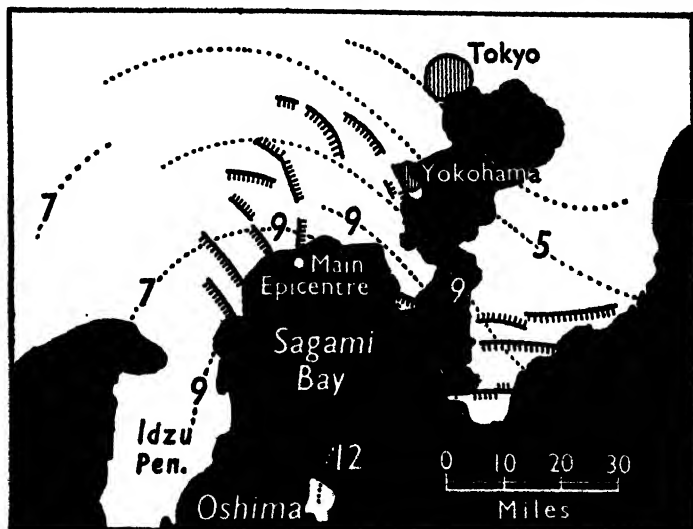 Tokyo
Yokohama
7
9
9
5
Main
Epicentre
7
9
Sagami
Bay
9
Idzu
Pen.
12
0 10 20 30
Miles
Oshima